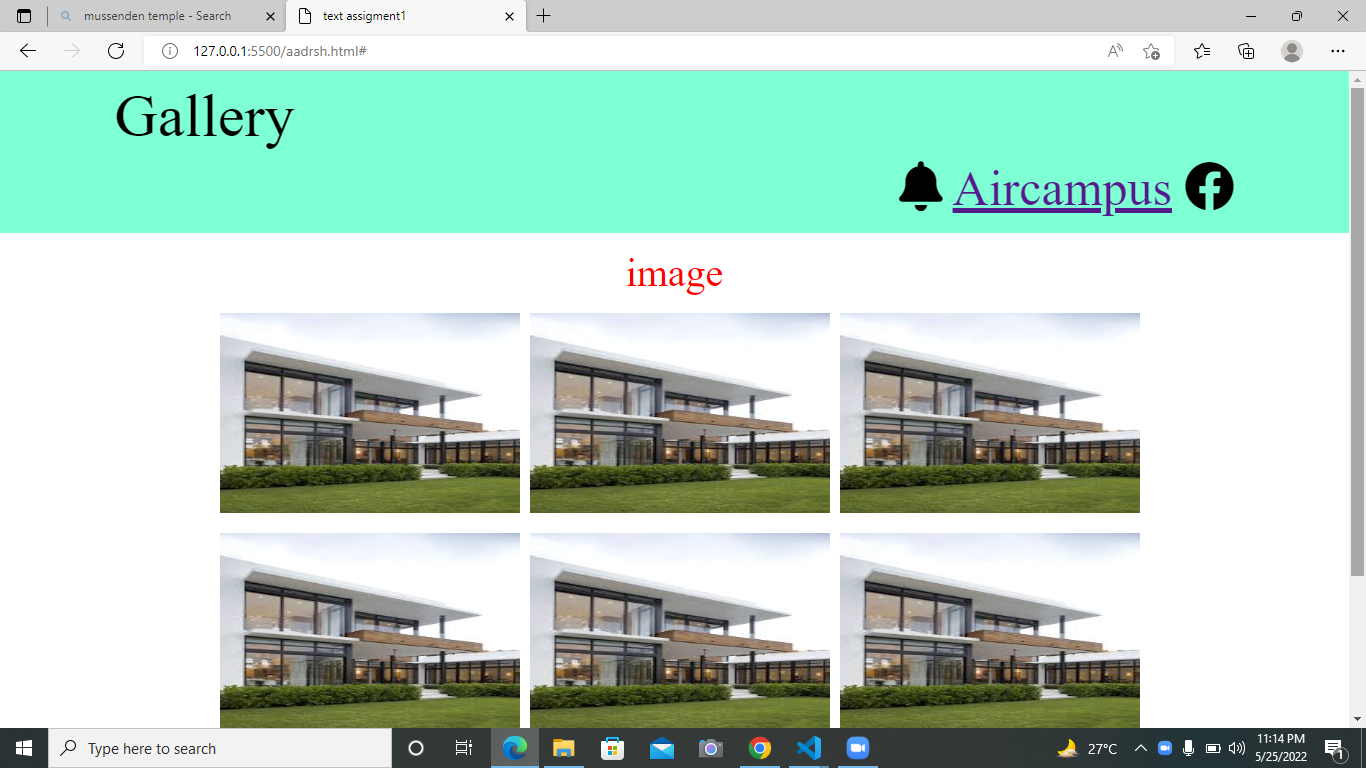 mussenden temple - Search
text assigment1
127.0.0.1:5500/aadrsh.html#
Gallery
Aircampus
image
Type here to search
27°C
11:14 PM
5/25/2022
1